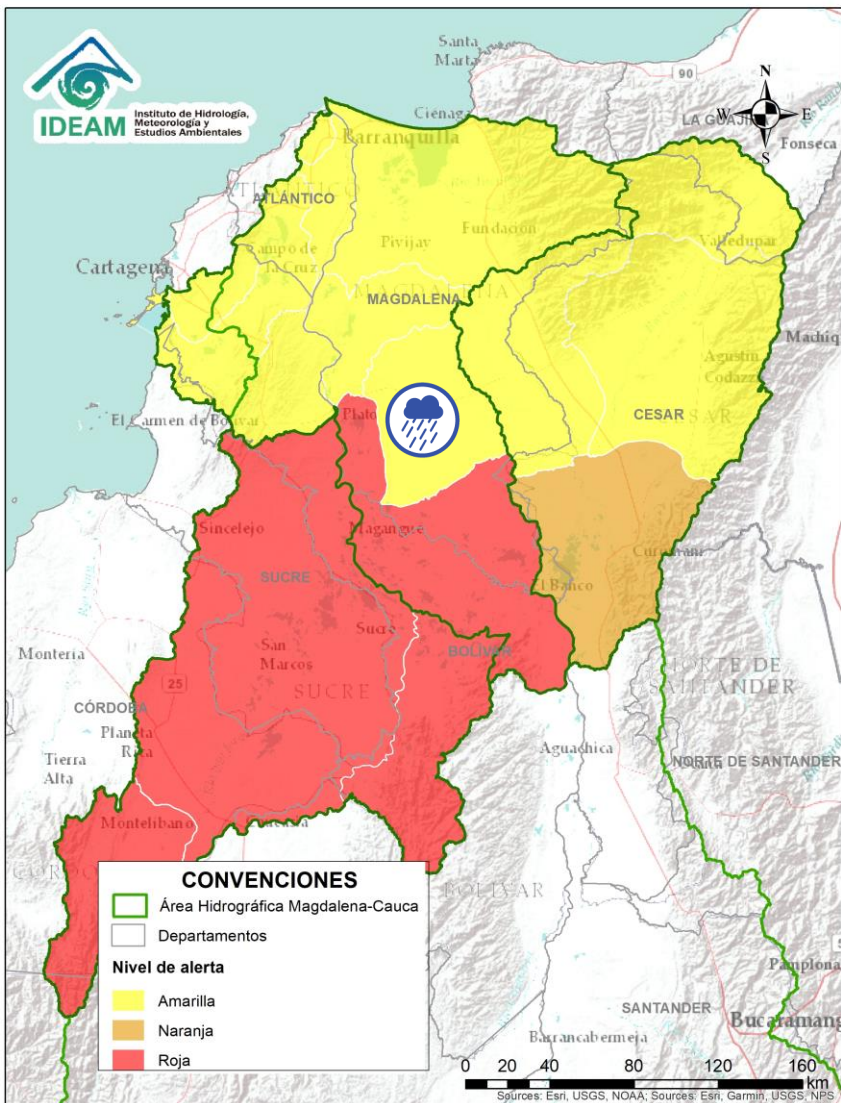 IDEAM
Instituto de Hidrología,
Meteorología y
Estudios Ambientales
Santa
Marta
90
N
W
E
S
LA GUAJI
Fonseca
Ciénaga
Barranquilla
ATLÁNTICO
Pivijay
Fundación
Valledupar
Campo de
la Cruz
Cartagena
MAGDALENA
Machiq
Agustín
Codazzi
El Carmen de Bolívar
Plato
CESAR
Sincelejo
Magangué
SUCRE
Curumaní
El Banco
Sucre
San
Marcos
BOLÍVAR
Montería
SUCRE
NORTE DE
SANTANDER
25
CÓRDOBA
Planeta
Rica
Tierra
Alta
Aguachica
NORTE DE SANTANDER
Montelíbano
Caucasia
BOLÍVAR
CONVENCIONES
Área Hidrográfica Magdalena-Cauca
Departamentos
Nivel de alerta
Amarilla
Naranja
Roja
Pamplona
SANTANDER
Bucaramang
Barrancabermeja
0 20 40 80 120 160
km
Sources: Esri, USGS, NOAA; Sources: Esri, Garmin, USGS, NPS